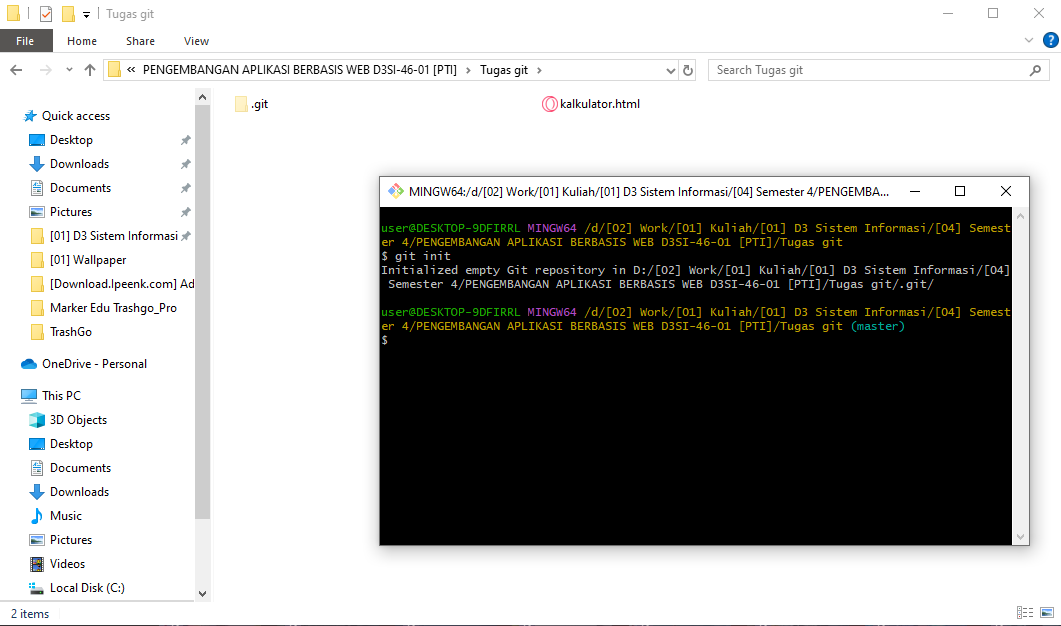 Tugas git
File Home Share View
« PENGEMBANGAN APLIKASI BERBASIS WEB D3SI-46-01 [PTI] > Tugas git >
Search Tugas git
Quick access
Desktop
Downloads
Documents
Pictures
[01] D3 Sistem Informasi
[01] Wallpaper
[Download.Ipeenk.com] Ad
Marker Edu Trashgo_Pro
TrashGo
OneDrive - Personal
This PC
3D Objects
Desktop
Documents
Downloads
Music
Pictures
Videos
Local Disk (C:)
2 items
.git
kalkulator.html
MINGW64:/d/[02] Work/[01] Kuliah/[01] D3 Sistem Informasi/[04] Semester 4/PENGEMBA...
user@DESKTOP-9DFIRRL MINGW64 /d/[02] Work/[01] Kuliah/[01] D3 Sistem Informasi/[04] Semest
er 4/PENGEMBANGAN APLIKASI BERBASIS WEB D3SI-46-01 [PTI]/Tugas git
$ git init
Initialized empty Git repository in D:/[02] Work/[01] Kuliah/[01] D3 Sistem Informasi/[04]
Semester 4/PENGEMBANGAN APLIKASI BERBASIS WEB D3SI-46-01 [PTI]/Tugas git/.git/
user@DESKTOP-9DFIRRL MINGW64 /d/[02] Work/[01] Kuliah/[01] D3 Sistem Informasi/[04] Semest
er 4/PENGEMBANGAN APLIKASI BERBASIS WEB D3SI-46-01 [PTI]/Tugas git (master)
$